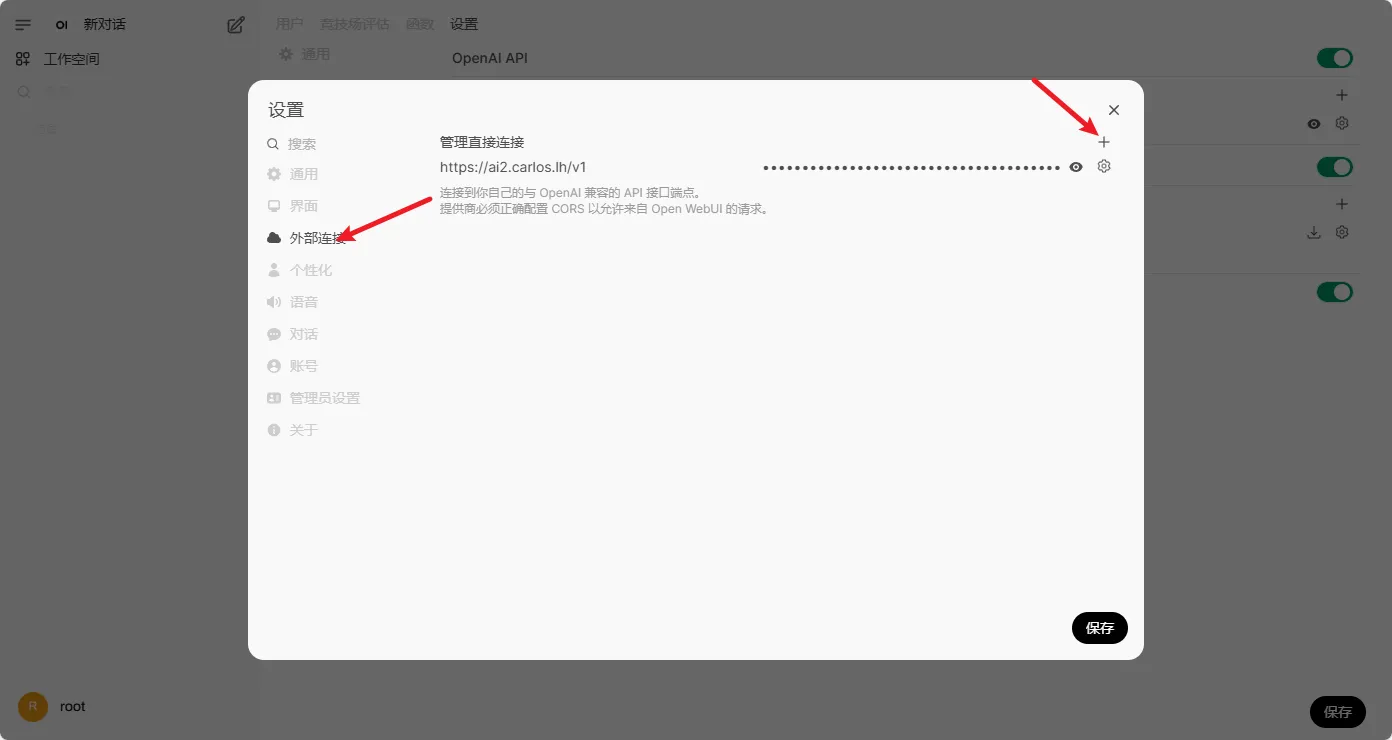 OI 新对话
工作空间
用户 竞技场评估 函数 设置
通用
OpenAI API
设置
搜索
通用
界面
外部连接
个性化
语音
对话
账号
管理员设置
关于
管理直接连接
https://ai2.carlos.lh/v1
连接到你自己的与 OpenAI 兼容的 API 接口端点。
提供商必须正确配置 CORS 以允许来自 Open WebUI 的请求。
保存
R root
保存